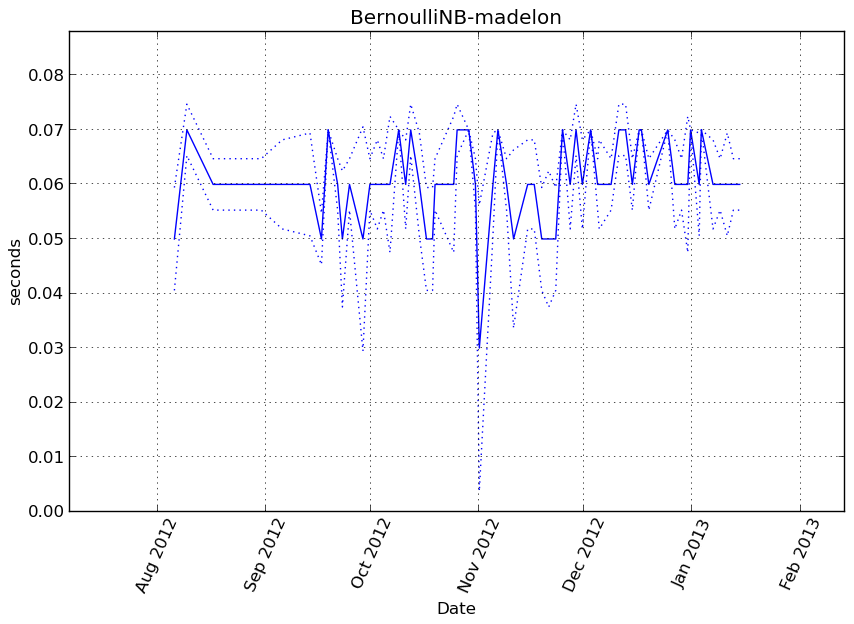 BernoulliNB-madelon
0.08
0.07
0.06
0.05
0.04
0.03
0.02
0.01
0.00
seconds
Aug 2012
Sep 2012
Oct 2012
Nov 2012
Dec 2012
Jan 2013
Feb 2013
Date